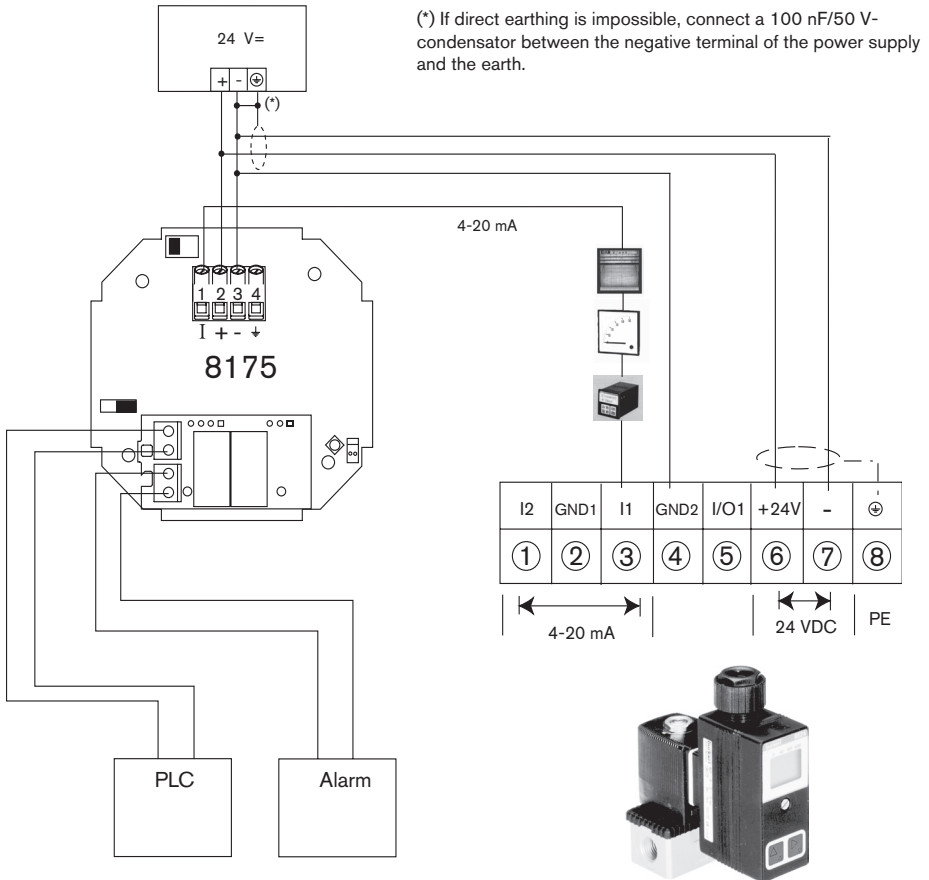 (*) If direct earthing is impossible, connect a 100 nF/50 V-
condensator between the negative terminal of the power supply
and the earth.
24 V=
+ -
(*)
4-20 mA
1 2 3 4
I + -
8175
I2 GND1 I1 GND2 I/O1 +24V -
① ② ③ ④ ⑤ ⑥ ⑦ ⑧
4-20 mA 24 VDC PE
PLC Alarm